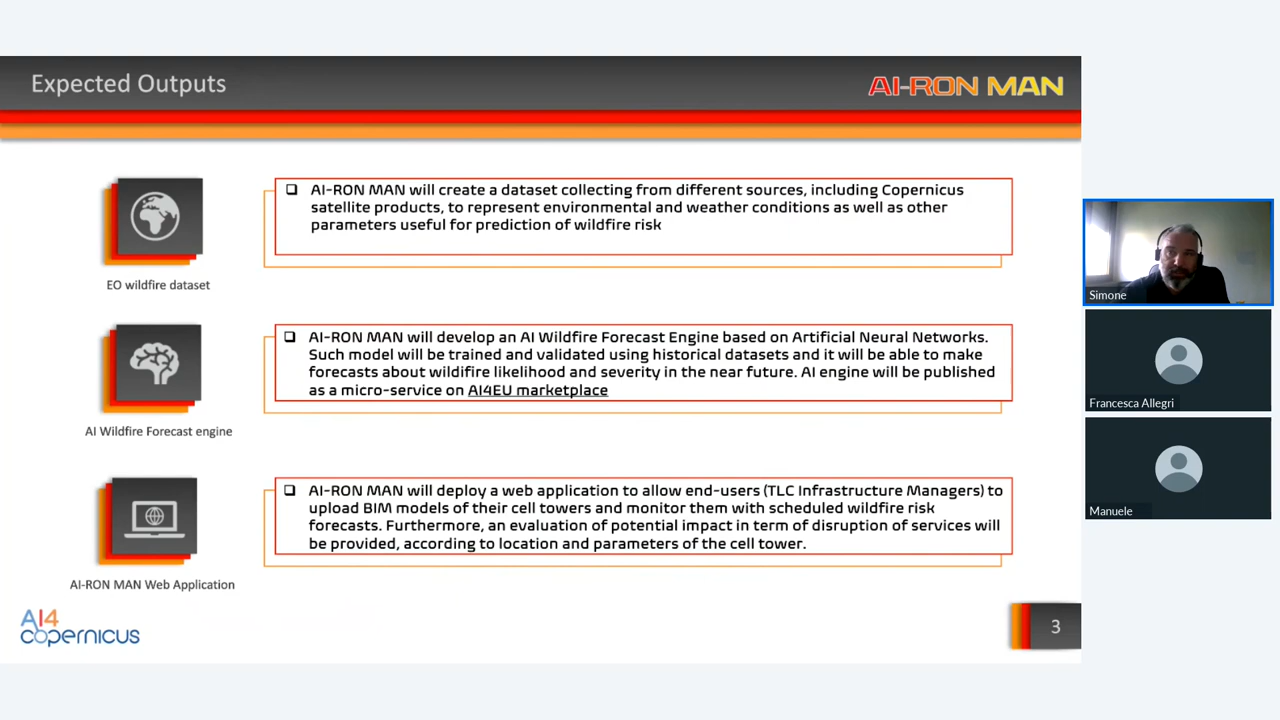 Expected Outputs
AI-RON MAN
AI-RON MAN will create a dataset collecting from different sources, including Copernicus
satellite products, to represent environmental and weather conditions as well as other
parameters useful for prediction of wildfire risk
EO wildfire dataset
AI-RON MAN will develop an AI Wildfire Forecast Engine based on Artificial Neural Networks.
Such model will be trained and validated using historical datasets and it will be able to make
forecasts about wildfire likelihood and severity in the near future. AI engine will be published
as a micro-service on AI4EU marketplace
AI Wildfire Forecast engine
AI-RON MAN will deploy a web application to allow end-users (TLC Infrastructure Managers) to
upload BIM models of their cell towers and monitor them with scheduled wildfire risk
forecasts. Furthermore, an evaluation of potential impact in term of disruption of services will
be provided, according to location and parameters of the cell tower.
AI-RON MAN Web Application
AI4
copernicus
3
Simone
Francesca Allegri
Manuele